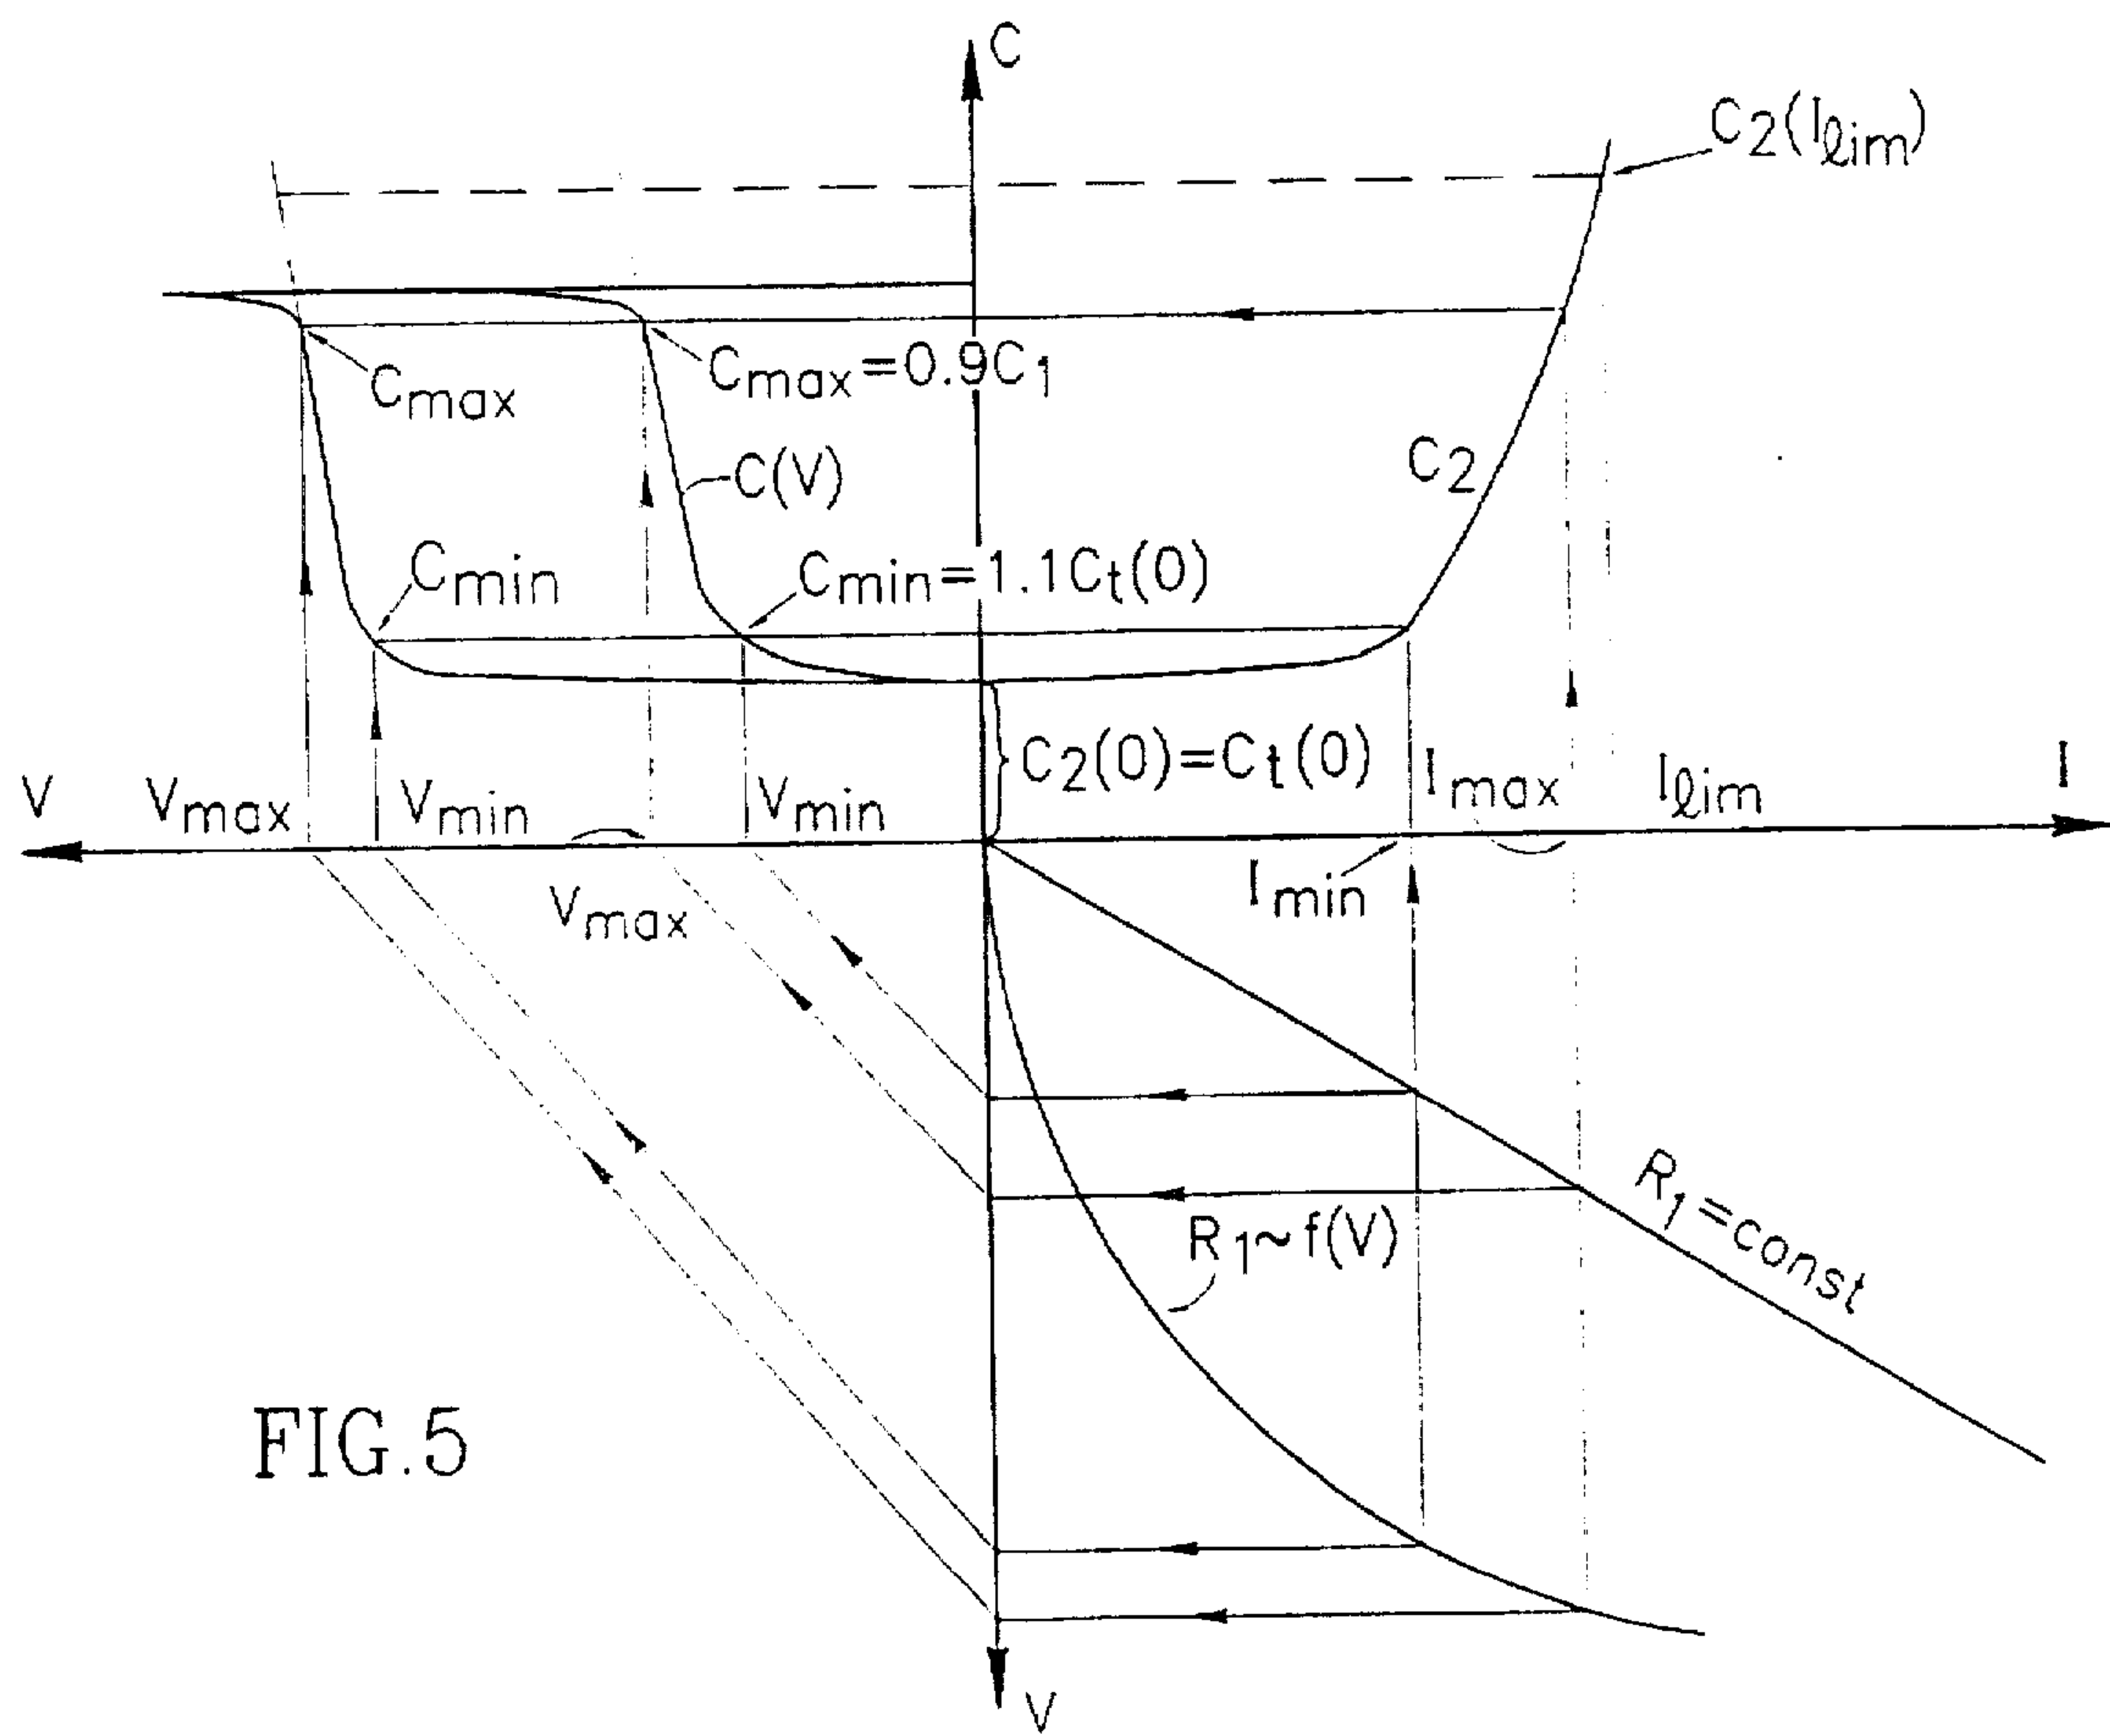 C
C2(Iℓim)
Cmax=0.9C1
Cmax
C2
C(V)
Cmin
Cmin=1.1Ct(0)
C2(0)=Ct(0)
V
Vmax
Vmin
Vmin
Imax
Iℓim
I
Vmax
Imin
R1=const
R1~f(V)
FIG.5
V